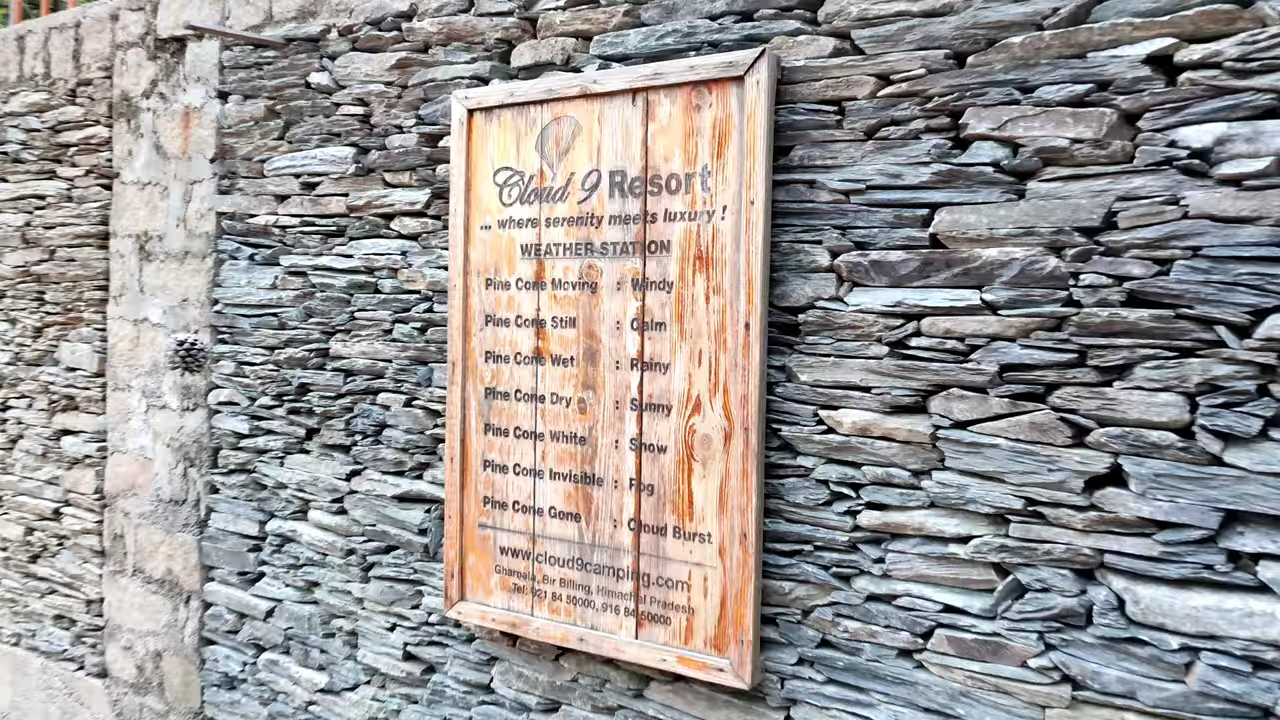 Cloud 9 Resort
... where serenity meets luxury !
WEATHER STATION
Pine Cone Moving : Windy
Pine Cone Still : Calm
Pine Cone Wet : Rainy
Pine Cone Dry : Sunny
Pine Cone White : Snow
Pine Cone Invisible : Fog
Pine Cone Gone : Cloud Burst
www.cloud9camping.com
Gharnala, Bir Billing, Himachal Pradesh
Tel: 921 84 50000, 916 84 50000